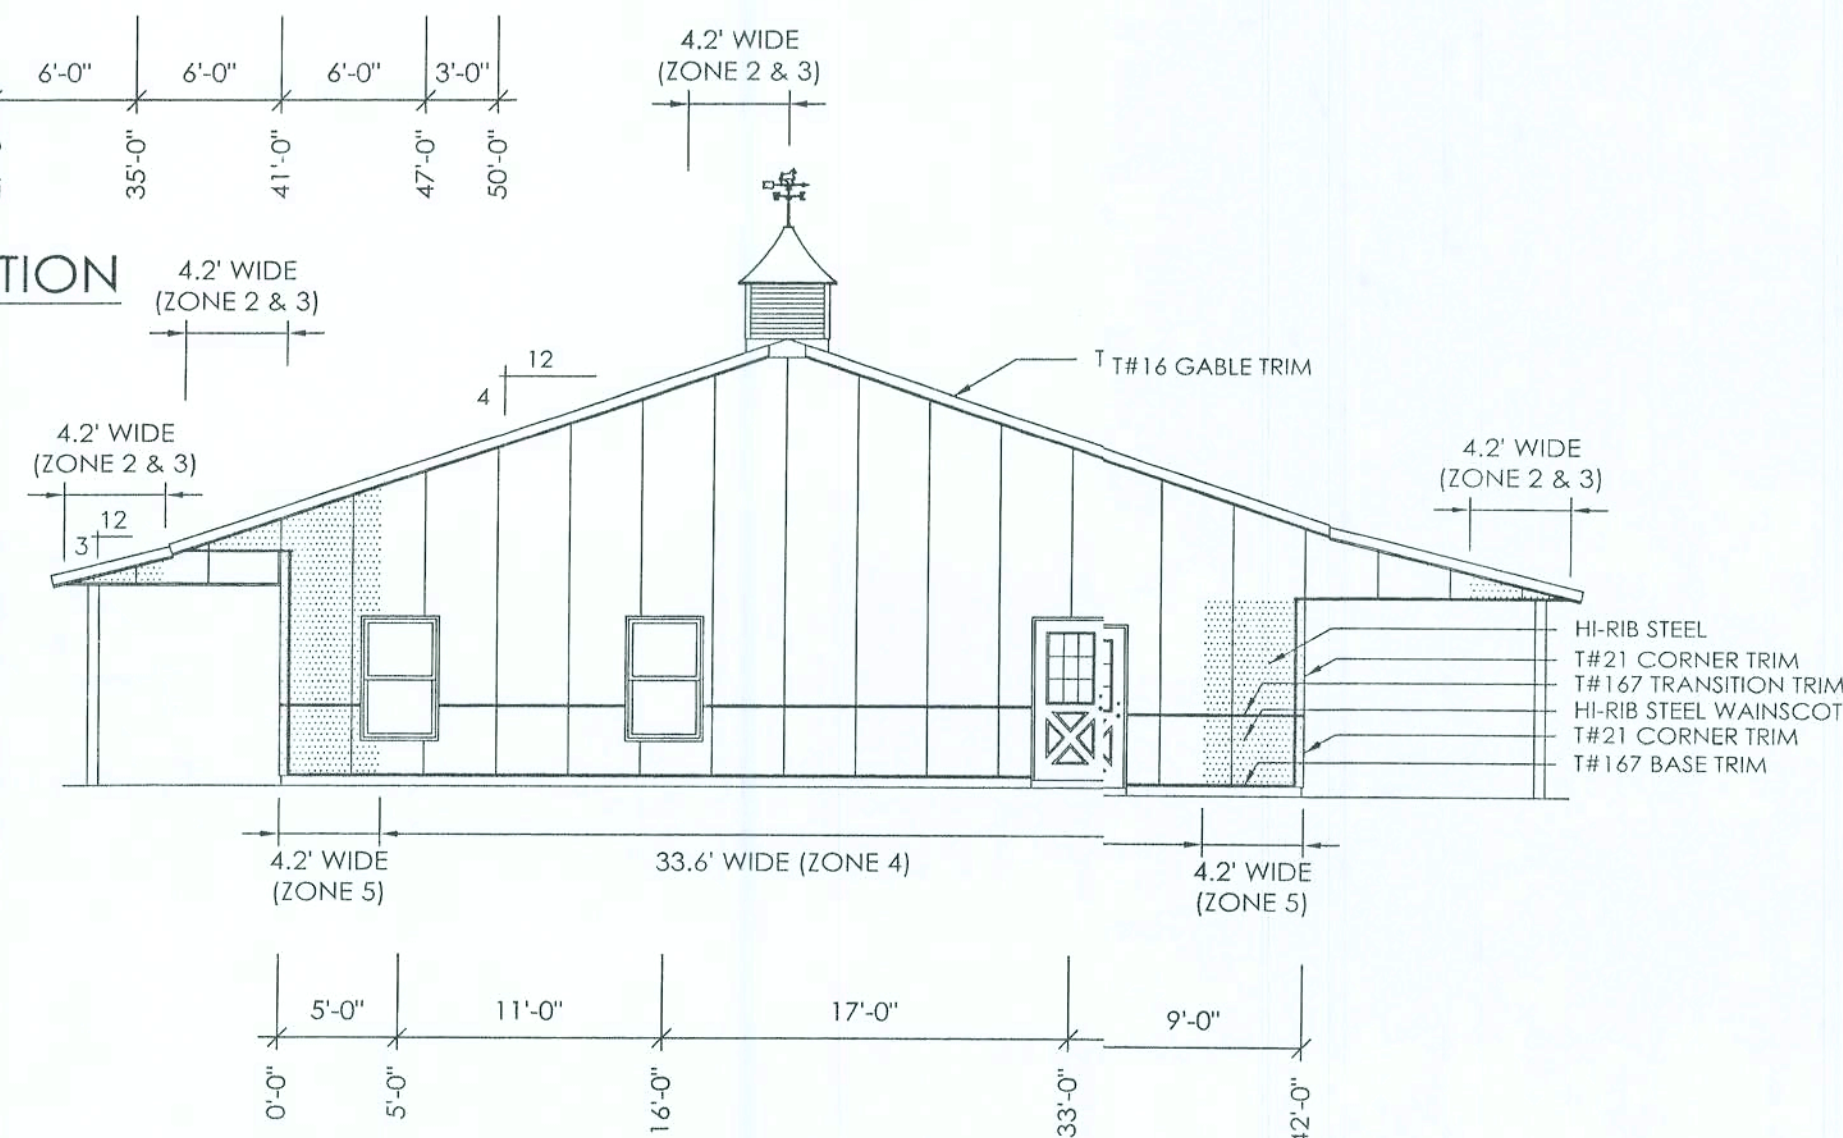 6'-0" 6'-0" 6'-0" 3'-0"
35'-0" 41'-0" 47'-0" 50'-0"
4.2' WIDE
(ZONE 2 & 3)
TION
4.2' WIDE
(ZONE 2 & 3)
12
4
T T#16 GABLE TRIM
4.2' WIDE
(ZONE 2 & 3)
12
3
4.2' WIDE
(ZONE 2 & 3)
HI-RIB STEEL
T#21 CORNER TRIM
T#167 TRANSITION TRIM
HI-RIB STEEL WAINSCOT
T#21 CORNER TRIM
T#167 BASE TRIM
4.2' WIDE
(ZONE 5)
33.6' WIDE (ZONE 4)
4.2' WIDE
(ZONE 5)
5'-0" 11'-0" 17'-0" 9'-0"
0'-0" 5'-0" 16'-0" 33'-0" 42'-0"